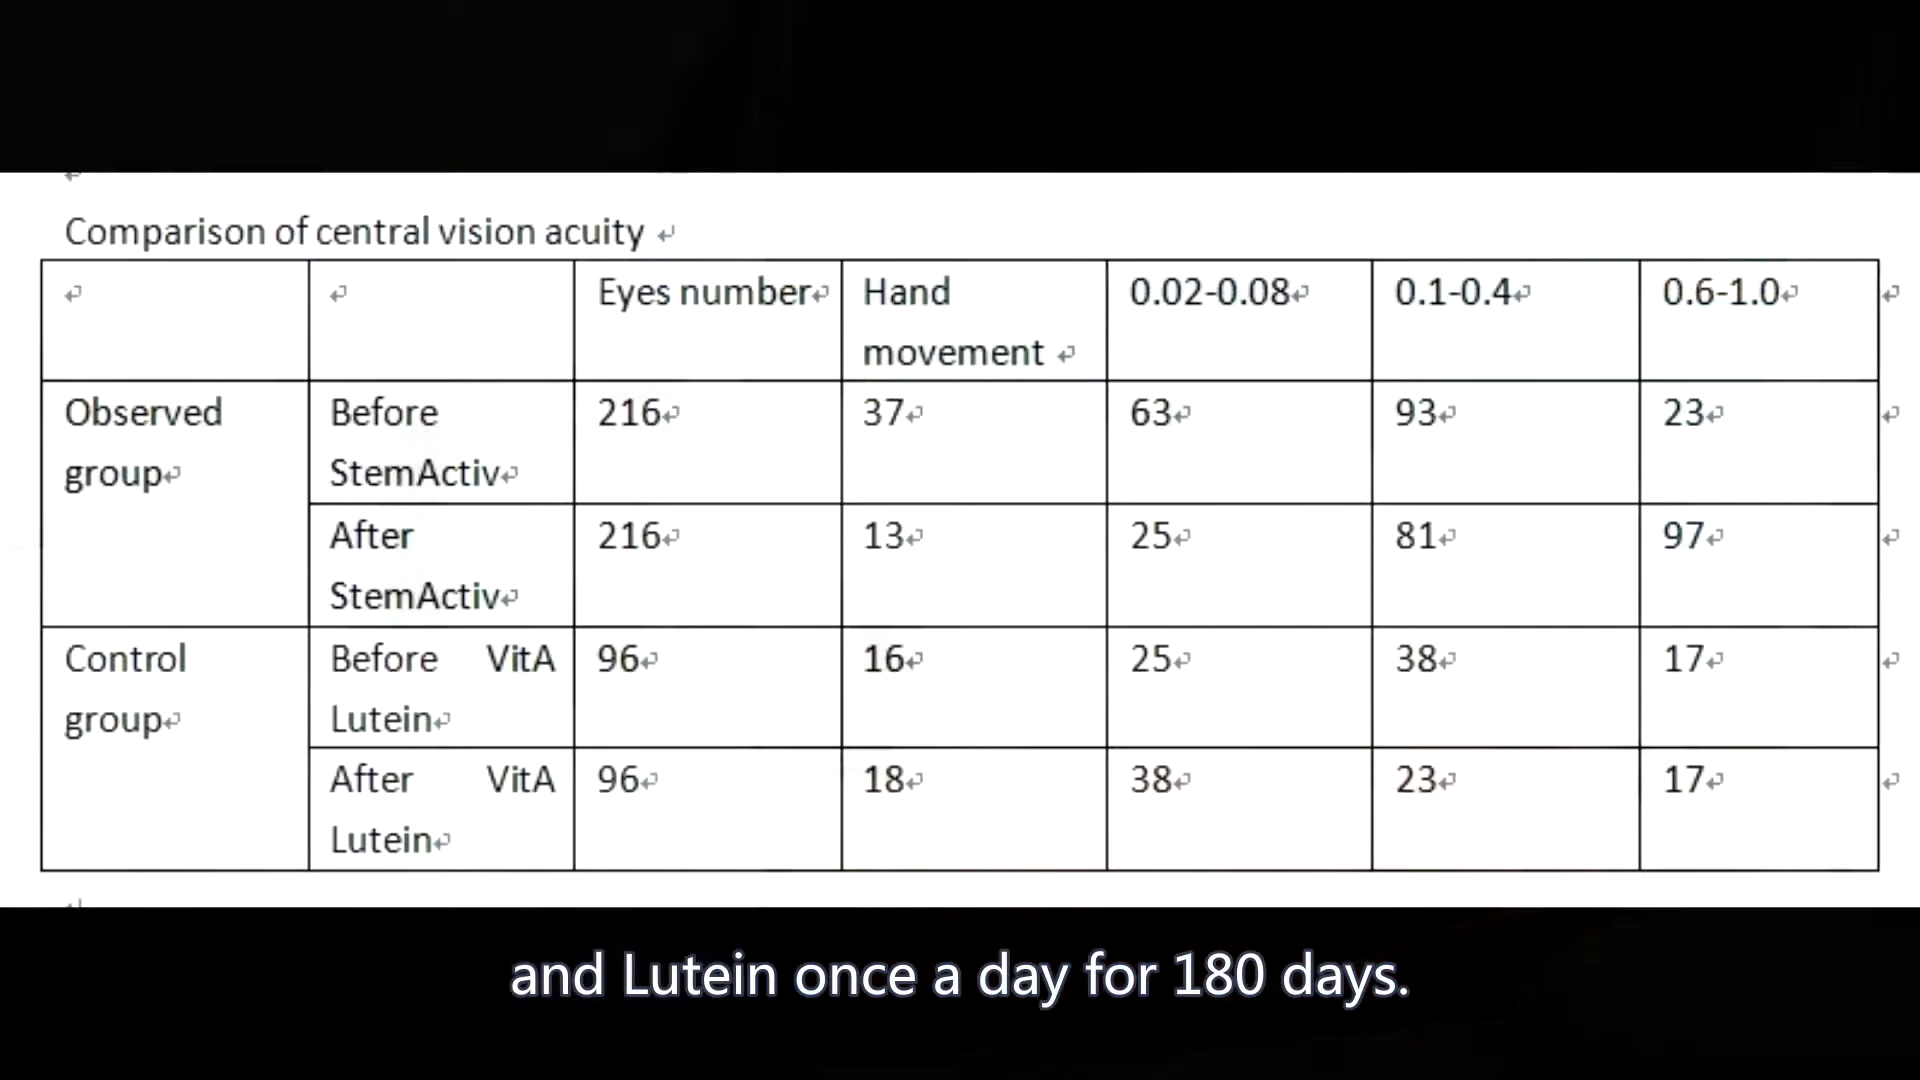 Comparison of central vision acuity
Eyes number Hand movement 0.02-0.08 0.1-0.4 0.6-1.0
Observed group Before StemActiv 216 37 63 93 23
After StemActiv 216 13 25 81 97
Control group Before VitA Lutein 96 16 25 38 17
After VitA Lutein 96 18 38 23 17
and Lutein once a day for 180 days.